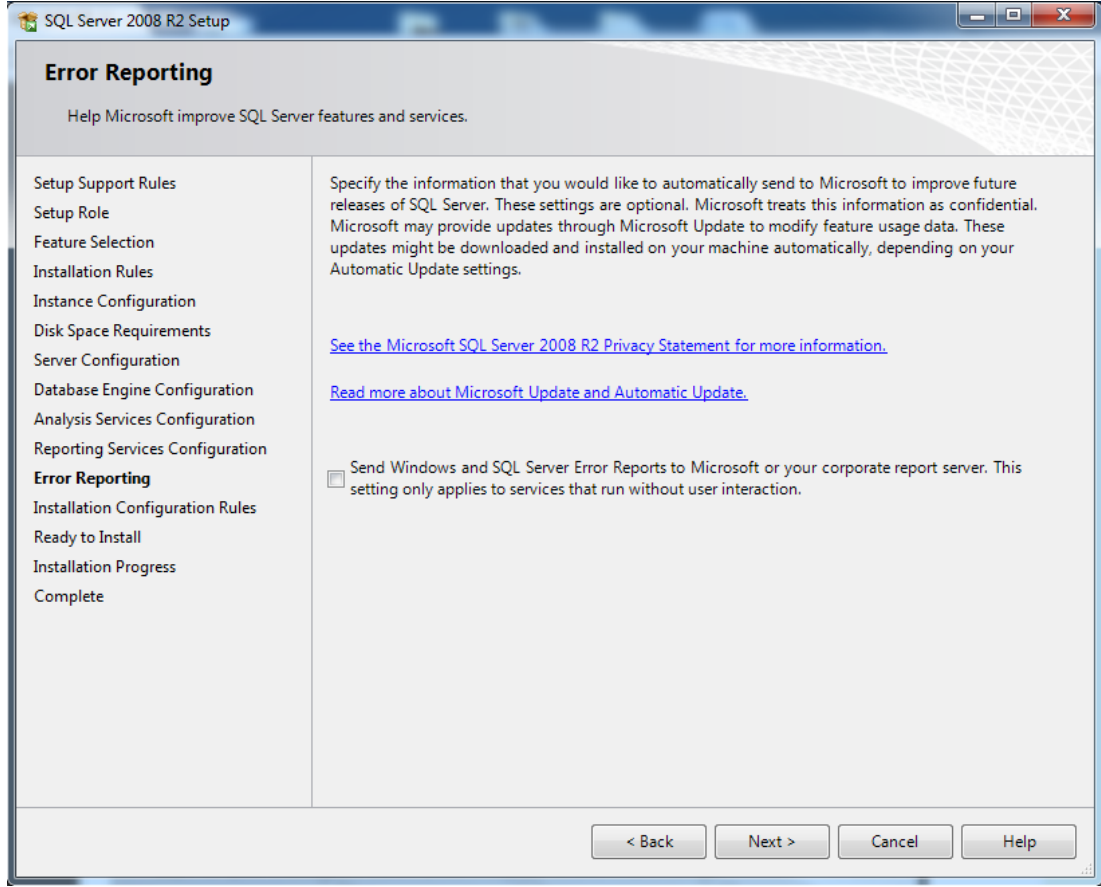 SQL Server 2008 R2 Setup
Error Reporting
Help Microsoft improve SQL Server features and services.
Setup Support Rules
Setup Role
Feature Selection
Installation Rules
Instance Configuration
Disk Space Requirements
Server Configuration
Database Engine Configuration
Analysis Services Configuration
Reporting Services Configuration
Error Reporting
Installation Configuration Rules
Ready to Install
Installation Progress
Complete
Specify the information that you would like to automatically send to Microsoft to improve future
releases of SQL Server. These settings are optional. Microsoft treats this information as confidential.
Microsoft may provide updates through Microsoft Update to modify feature usage data. These
updates might be downloaded and installed on your machine automatically, depending on your
Automatic Update settings.
See the Microsoft SQL Server 2008 R2 Privacy Statement for more information.
Read more about Microsoft Update and Automatic Update.
Send Windows and SQL Server Error Reports to Microsoft or your corporate report server. This
setting only applies to services that run without user interaction.
< Back
Next >
Cancel
Help